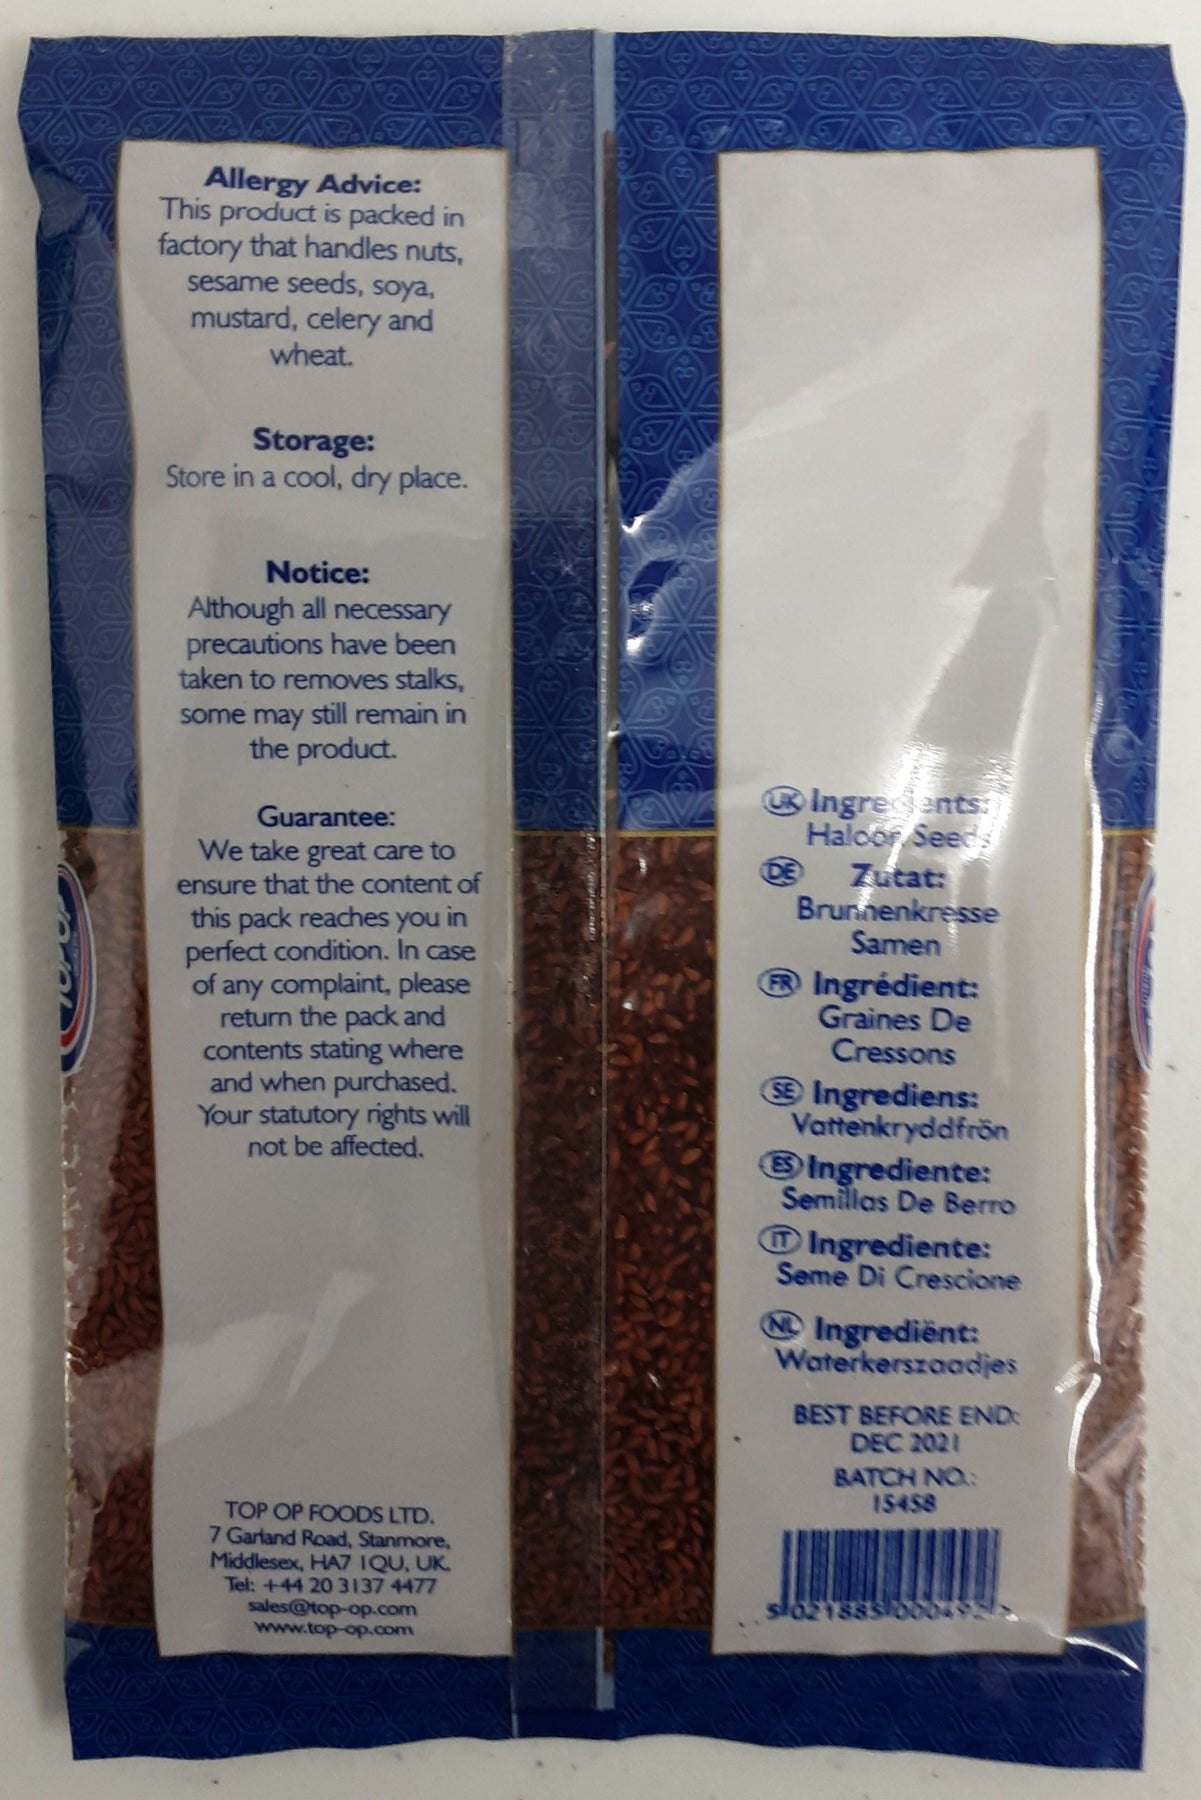 Allergy Advice:
This product is packed in
factory that handles nuts,
sesame seeds, soya,
mustard, celery and
wheat.
Storage:
Store in a cool, dry place.
Notice:
Although all necessary
precautions have been
taken to removes stalks,
some may still remain in
the product.
Guarantee:
We take great care to
ensure that the content of
this pack reaches you in
perfect condition. In case
of any complaint, please
return the pack and
contents stating where
and when purchased.
Your statutory rights will
not be affected.
TOP OP FOODS LTD.
7 Garland Road, Stanmore,
Middlesex, HA7 1QU, UK.
Tel: +44 20 3137 4477
sales@top-op.com
www.top-op.com
UK Ingredients:
Haloon Seeds
DE Zutat:
Brunnenkresse
Samen
FR Ingrédient:
Graines De
Cressons
SE Ingrediens:
Vattenkryddfrön
ES Ingrediente:
Semillas De Berro
IT Ingrediente:
Seme Di Crescione
NL Ingrediënt:
Waterkerszaadjes
BEST BEFORE END:
DEC 2021
BATCH NO.:
15458
5 021885